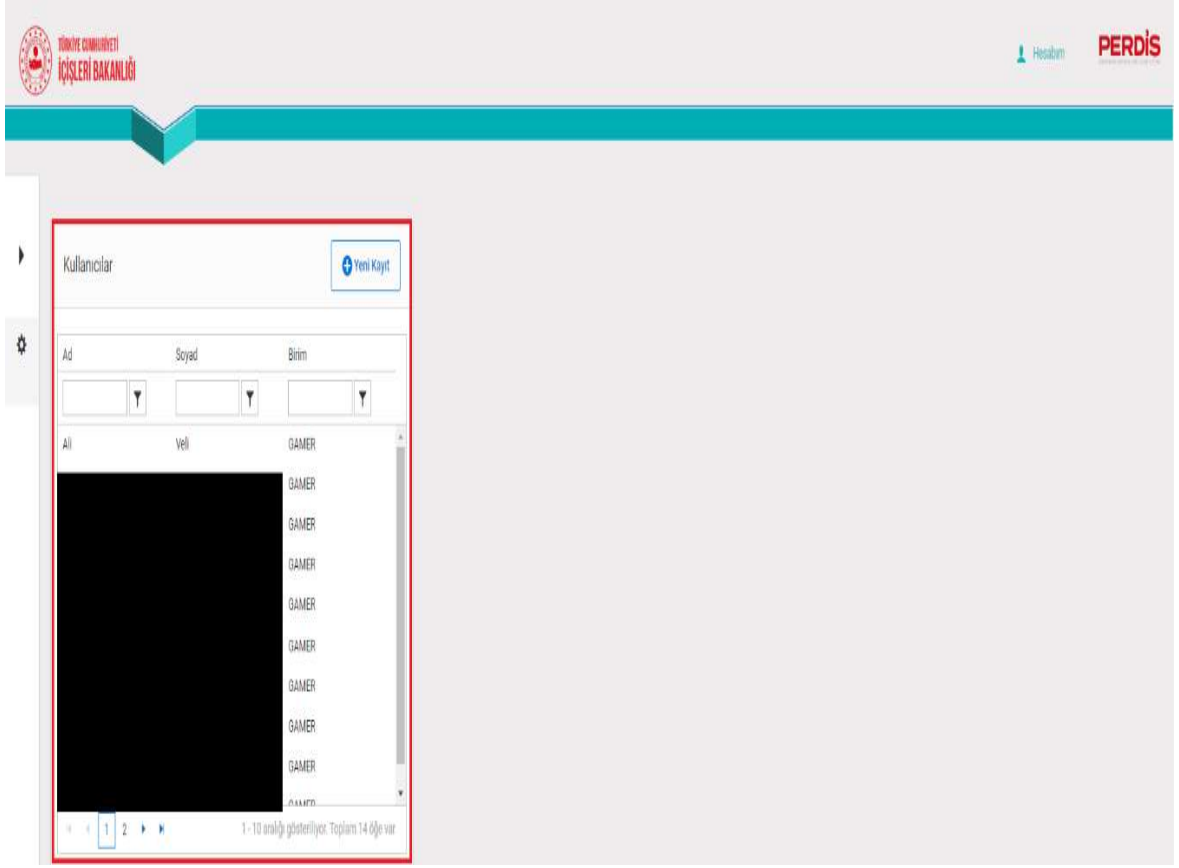 TÜRKİYE CUMHURİYETİ
İÇİŞLERİ BAKANLIĞI
Hesabım
PERDİS
Kullanıcılar
Yeni Kayıt
Ad Soyad Birim
Ali Veli GAMER
GAMER
GAMER
GAMER
GAMER
GAMER
GAMER
GAMER
GAMER
GAMER
1 2 1 - 10 aralığı gösteriliyor. Toplam 14 öğe var